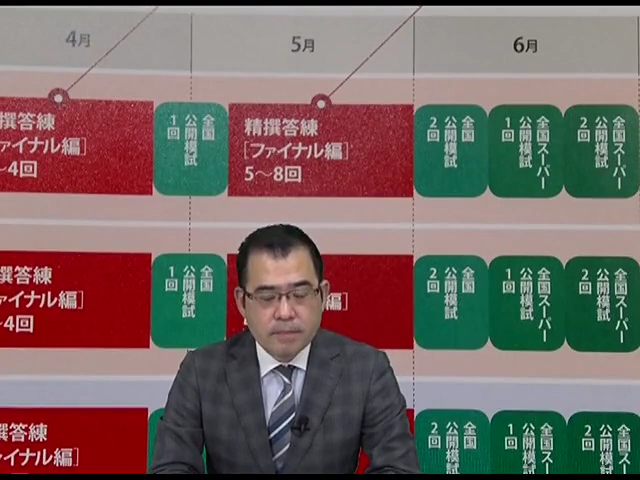 4月
5月
6月
撰答練
ァイナル編］
～4回
全国
公開模試
1回
精撰答練
［ファイナル編］
5～8回
全国
公開模試
2回
全国スーパー
公開模試
1回
全国スーパー
公開模試
2回
撰答練
ァイナル編］
～4回
全国
公開模試
1回
編］
全国
公開模試
2回
全国スーパー
公開模試
1回
全国スーパー
公開模試
2回
撰答練
ァイナル編］
全国
公開模試
2回
全国スー
公開模試
1回
全国スー
公開模試
2回